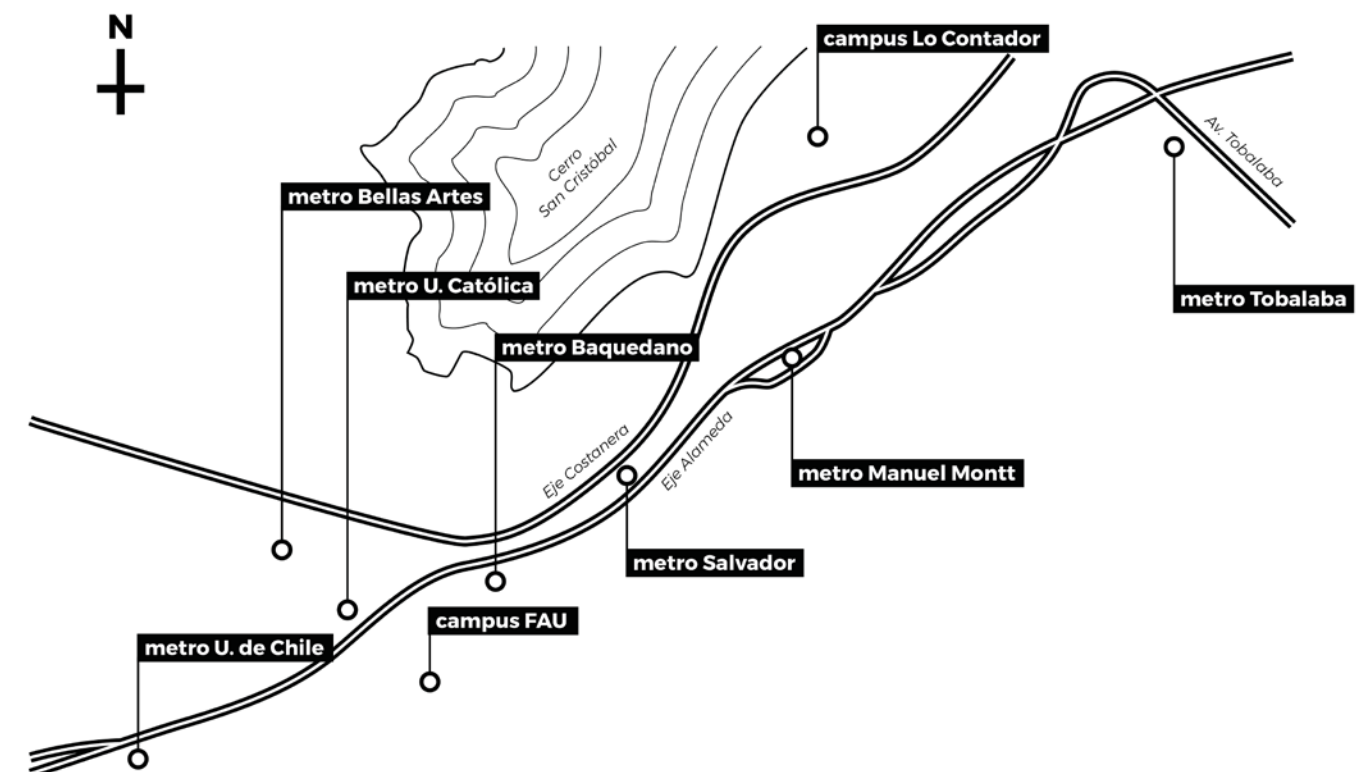 N
campus Lo Contador
Av. Tobalaba
Cerro
San Cristóbal
metro Bellas Artes
metro U. Católica
metro Tobalaba
metro Baquedano
Eje Costanera
Eje Alameda
metro Manuel Montt
metro Salvador
campus FAU
metro U. de Chile